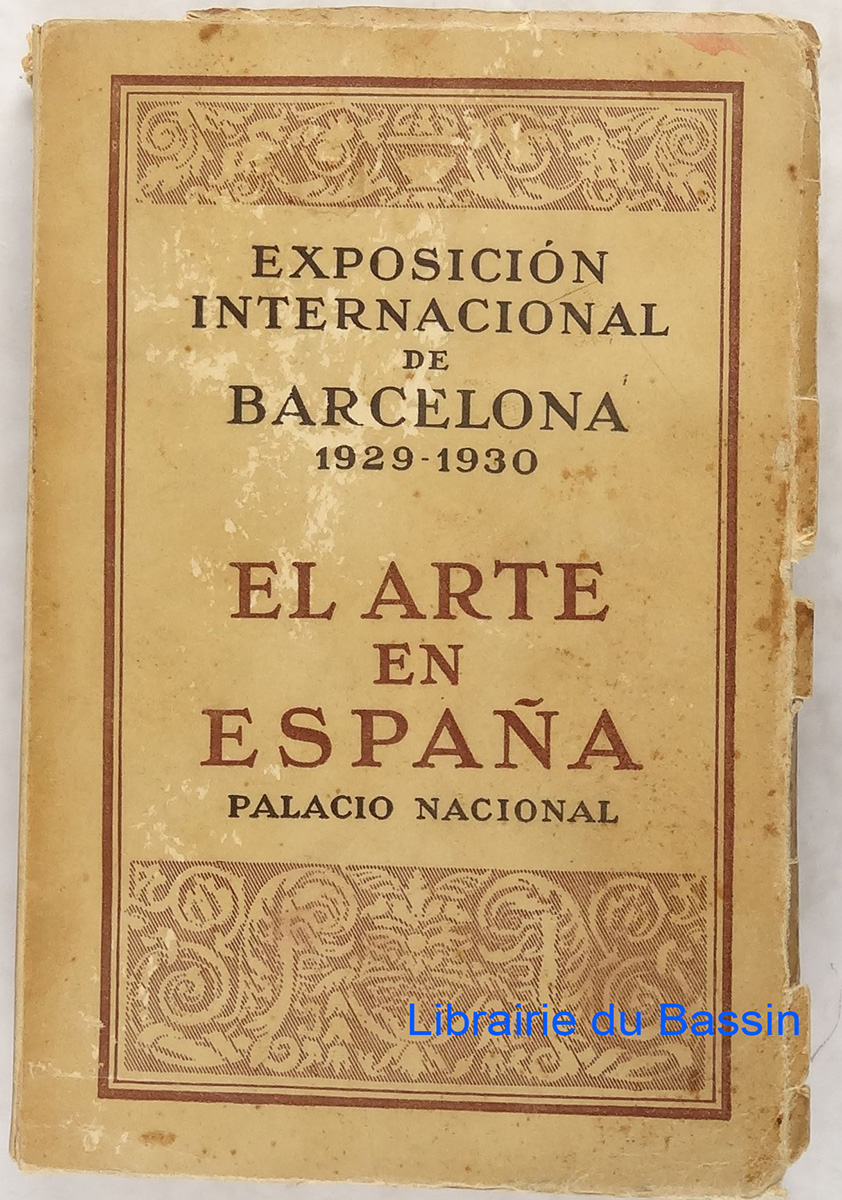 EXPOSICIÓN
INTERNACIONAL
DE
BARCELONA
1929-1930
EL ARTE
EN
ESPAÑA
PALACIO NACIONAL
Librairie du Bassin